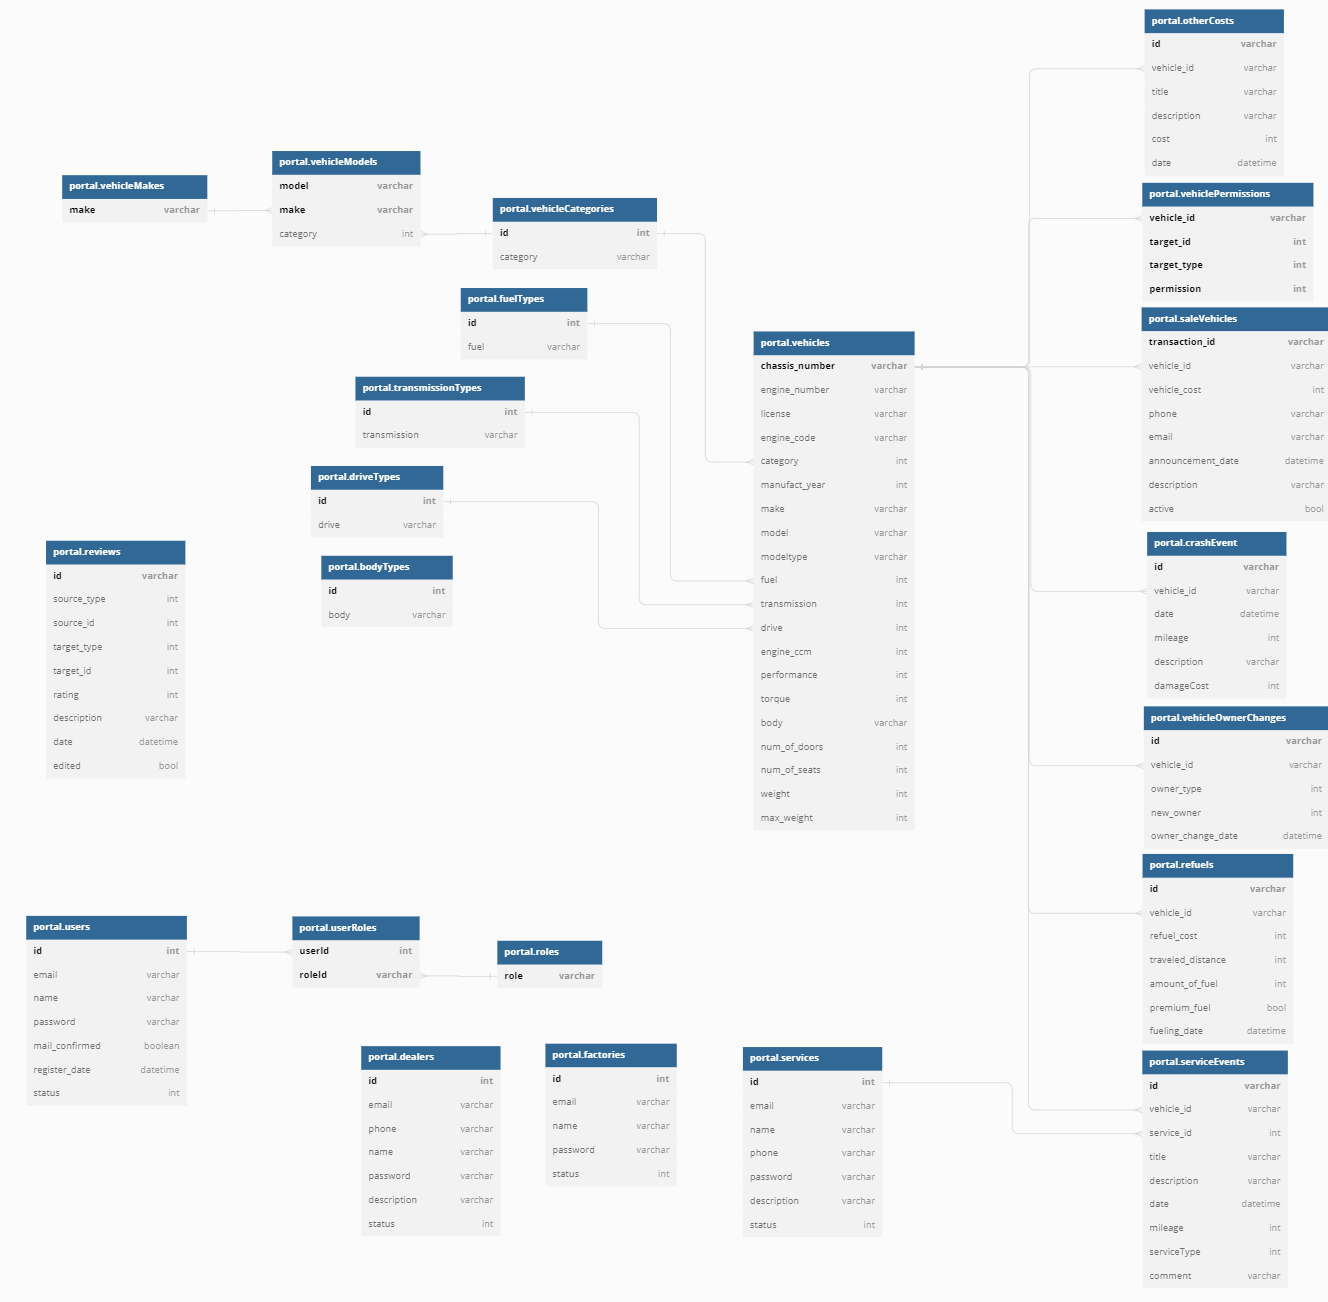 portal.otherCosts
id varchar
vehicle_id varchar
title varchar
description varchar
cost int
date datetime
portal.vehicleMakes
make varchar
portal.vehicleModels
model varchar
make varchar
category int
portal.vehicleCategories
id int
category varchar
portal.vehiclePermissions
vehicle_id varchar
target_id int
target_type int
permission int
portal.fuelTypes
id int
fuel varchar
portal.transmissionTypes
id int
transmission varchar
portal.driveTypes
id int
drive varchar
portal.bodyTypes
id int
body varchar
portal.vehicles
chassis_number varchar
engine_number varchar
license varchar
engine_code varchar
category int
manufact_year int
make varchar
model varchar
modeltype varchar
fuel int
transmission int
drive int
engine_ccm int
performance int
torque int
body varchar
num_of_doors int
num_of_seats int
weight int
max_weight int
portal.saleVehicles
transaction_id varchar
vehicle_id varchar
vehicle_cost int
phone varchar
email varchar
announcement_date datetime
description varchar
active bool
portal.reviews
id varchar
source_type int
source_id int
target_type int
target_id int
rating int
description varchar
date datetime
edited bool
portal.crashEvent
id varchar
vehicle_id varchar
date datetime
mileage int
description varchar
damageCost int
portal.vehicleOwnerChanges
id varchar
vehicle_id varchar
owner_type int
new_owner int
owner_change_date datetime
portal.refuels
id varchar
vehicle_id varchar
refuel_cost int
traveled_distance int
amount_of_fuel int
premium_fuel bool
fueling_date datetime
portal.users
id int
email varchar
name varchar
password varchar
mail_confirmed boolean
register_date datetime
status int
portal.userRoles
userId int
roleId varchar
portal.roles
role varchar
portal.dealers
id int
email varchar
phone varchar
name varchar
password varchar
description varchar
status int
portal.factories
id int
email varchar
name varchar
password varchar
status int
portal.services
id int
email varchar
name varchar
phone varchar
password varchar
description varchar
status int
portal.serviceEvents
id varchar
vehicle_id varchar
service_id int
title varchar
description varchar
date datetime
mileage int
serviceType int
comment varchar